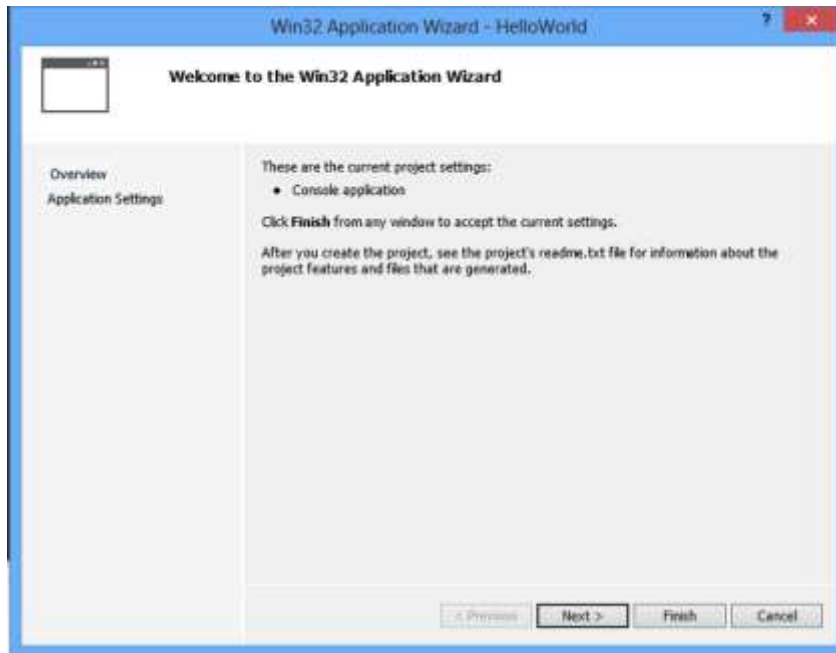 Win32 Application Wizard - HelloWorld
?
Welcome to the Win32 Application Wizard
Overview
Application Settings
These are the current project settings:
• Console application
Click Finish from any window to accept the current settings.
After you create the project, see the project's readme.txt file for information about the
project features and files that are generated.
< Previous
Next >
Finish
Cancel